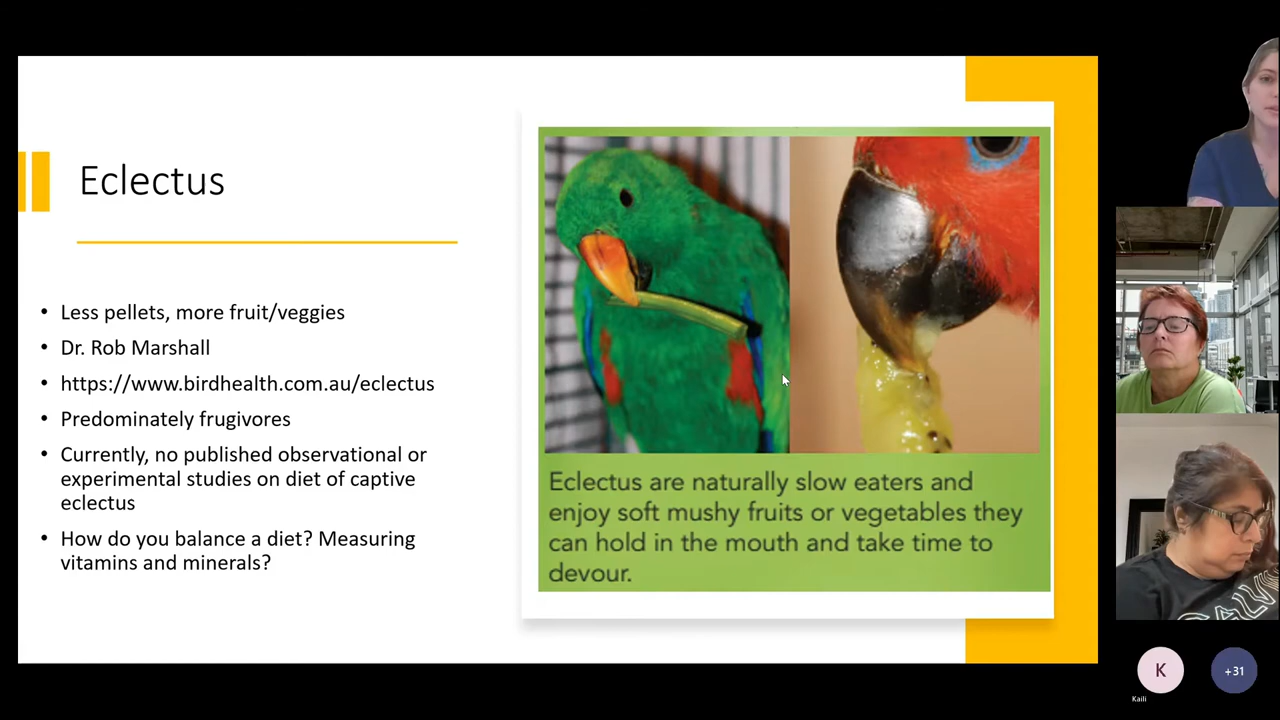 Eclectus
• Less pellets, more fruit/veggies
• Dr. Rob Marshall
• https://www.birdhealth.com.au/eclectus
• Predominately frugivores
• Currently, no published observational or
experimental studies on diet of captive
eclectus
• How do you balance a diet? Measuring
vitamins and minerals?
Eclectus are naturally slow eaters and
enjoy soft mushy fruits or vegetables they
can hold in the mouth and take time to
devour.
K
+31
Kaili